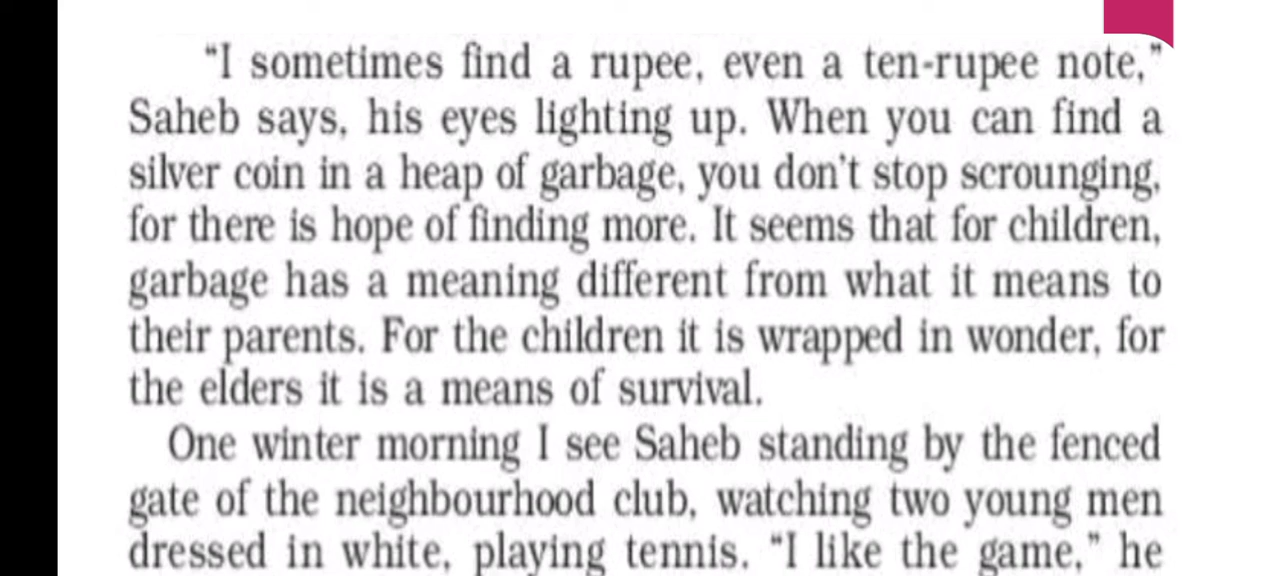 “I sometimes find a rupee, even a ten-rupee note,”
Saheb says, his eyes lighting up. When you can find a
silver coin in a heap of garbage, you don’t stop scrounging,
for there is hope of finding more. It seems that for children,
garbage has a meaning different from what it means to
their parents. For the children it is wrapped in wonder, for
the elders it is a means of survival.
One winter morning I see Saheb standing by the fenced
gate of the neighbourhood club, watching two young men
dressed in white, playing tennis. “I like the game,” he